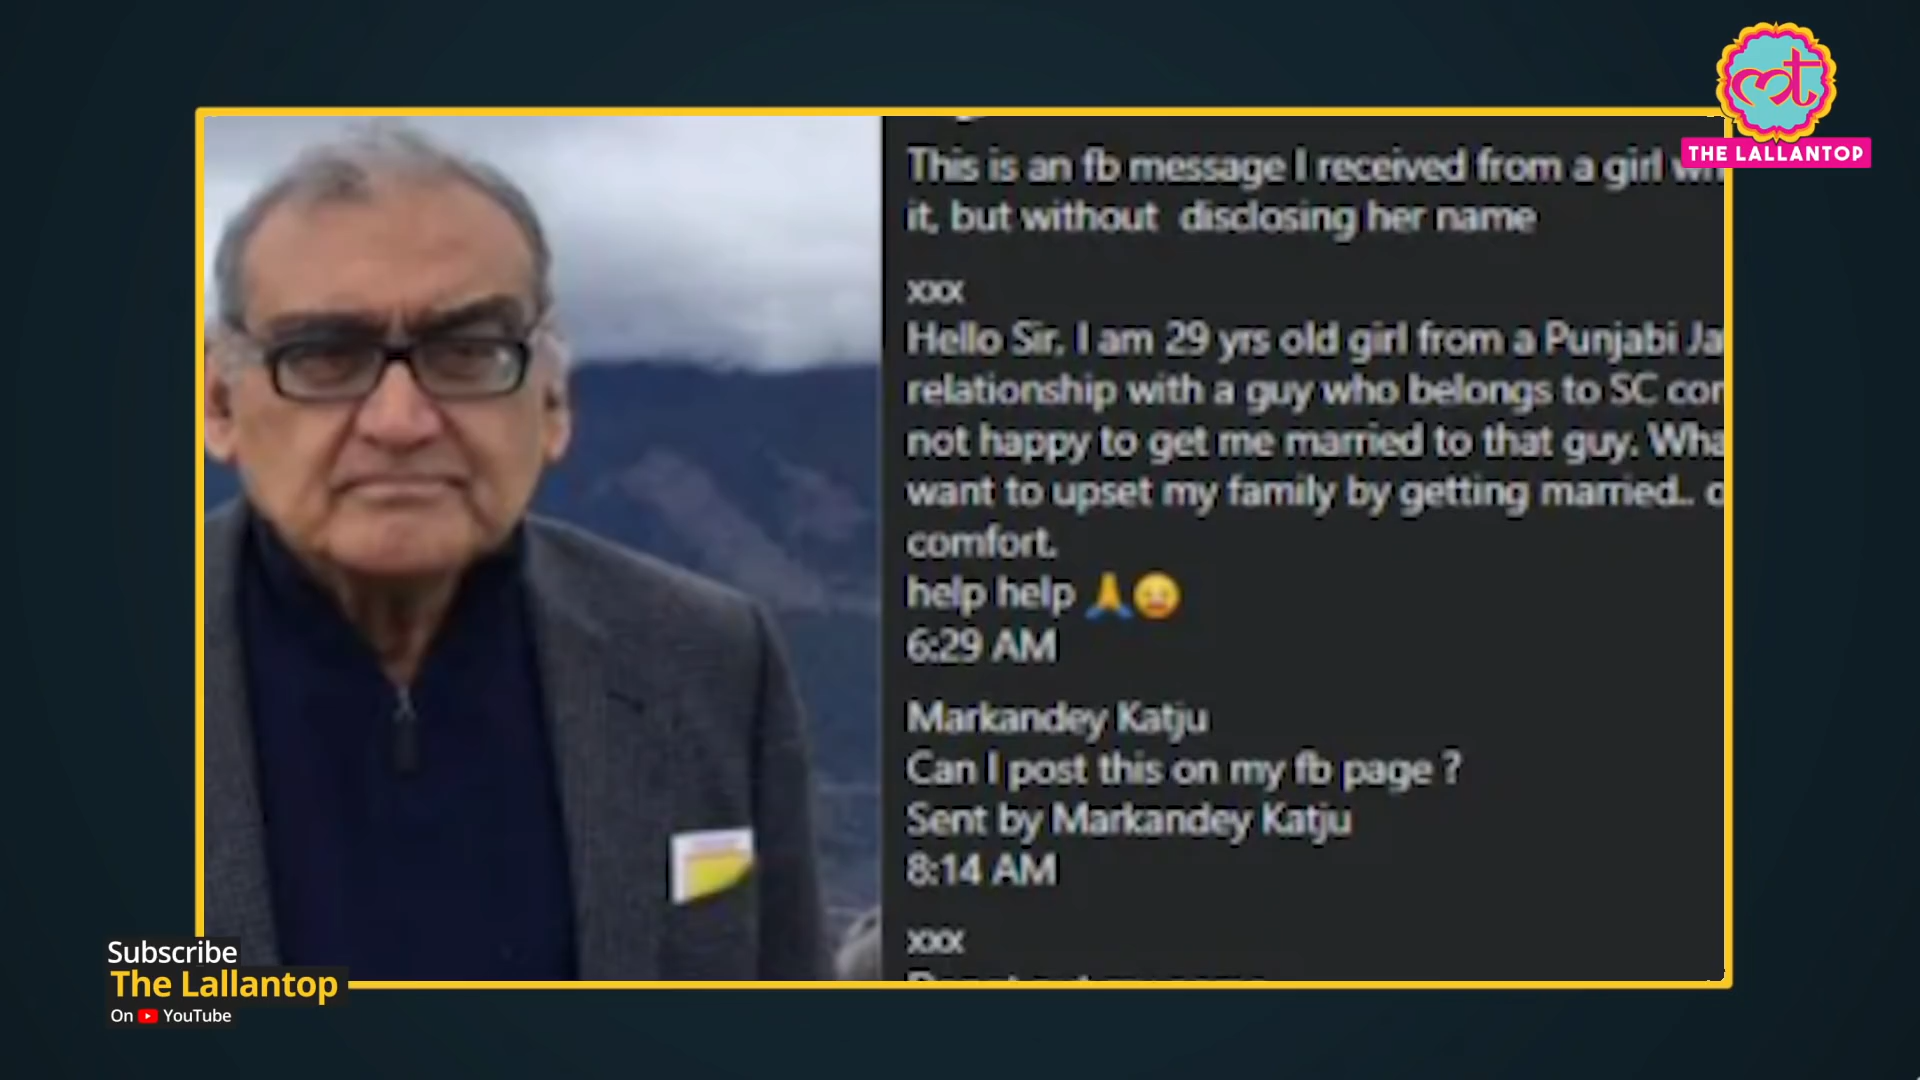 THE LALLANTOP
This is an fb message I received from a girl
it, but without disclosing her name
xxx
Hello Sir, I am 29 yrs old girl from a Punjabi
relationship with a guy who belongs to SC
not happy to get me married to that guy.
want to upset my family by getting married..
comfort.
help help 🙏😩
6:29 AM
Markandey Katju
Can I post this on my fb page ?
Sent by Markandey Katju
8:14 AM
xxx
Subscribe
The Lallantop
On YouTube